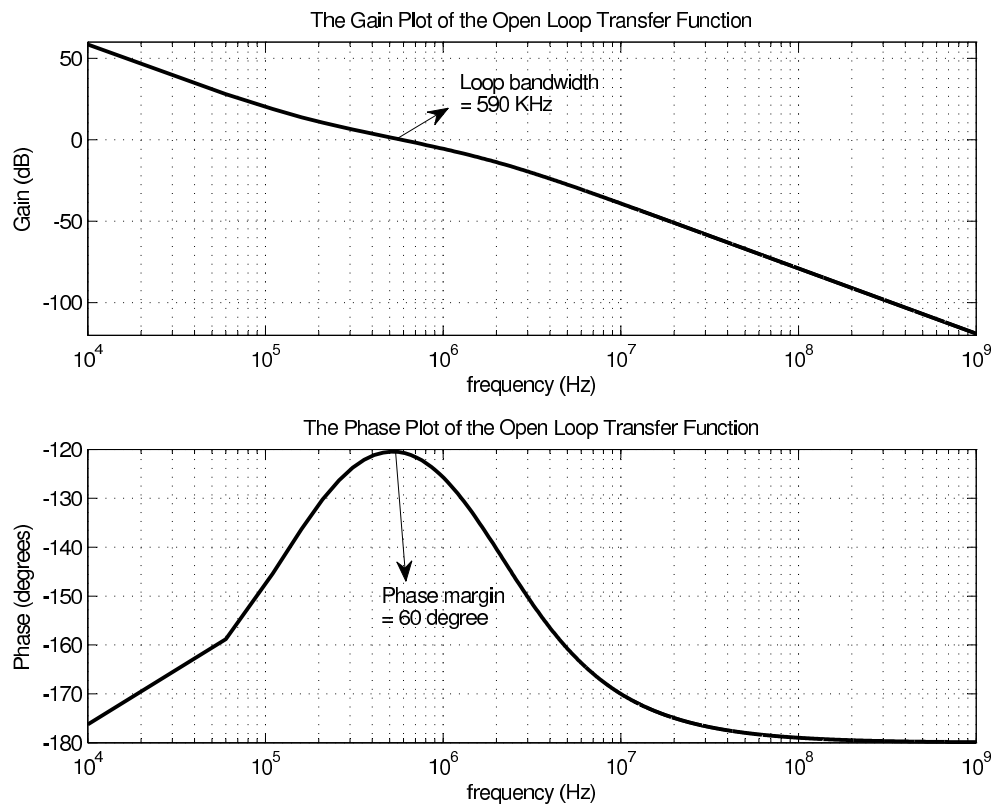 The Gain Plot of the Open Loop Transfer Function
50
0
-50
-100
Gain (dB)
Loop bandwidth
= 590 KHz
10^4 10^5 10^6 10^7 10^8 10^9
frequency (Hz)
The Phase Plot of the Open Loop Transfer Function
-120
-130
-140
-150
-160
-170
-180
Phase (degrees)
Phase margin
= 60 degree
10^4 10^5 10^6 10^7 10^8 10^9
frequency (Hz)